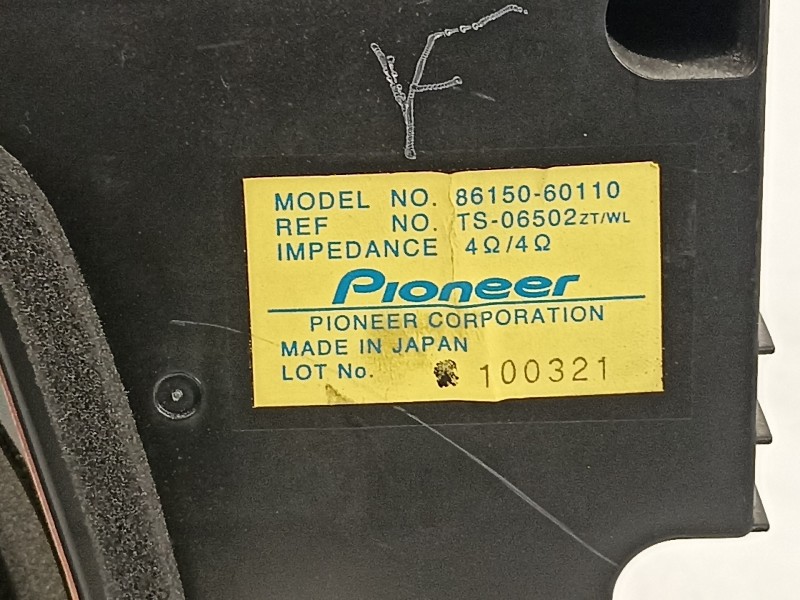 YF
MODEL NO. 86150-60110
REF NO. TS-06502ZT/WL
IMPEDANCE 4Ω/4Ω
Pioneer
PIONEER CORPORATION
MADE IN JAPAN
LOT No. 100321